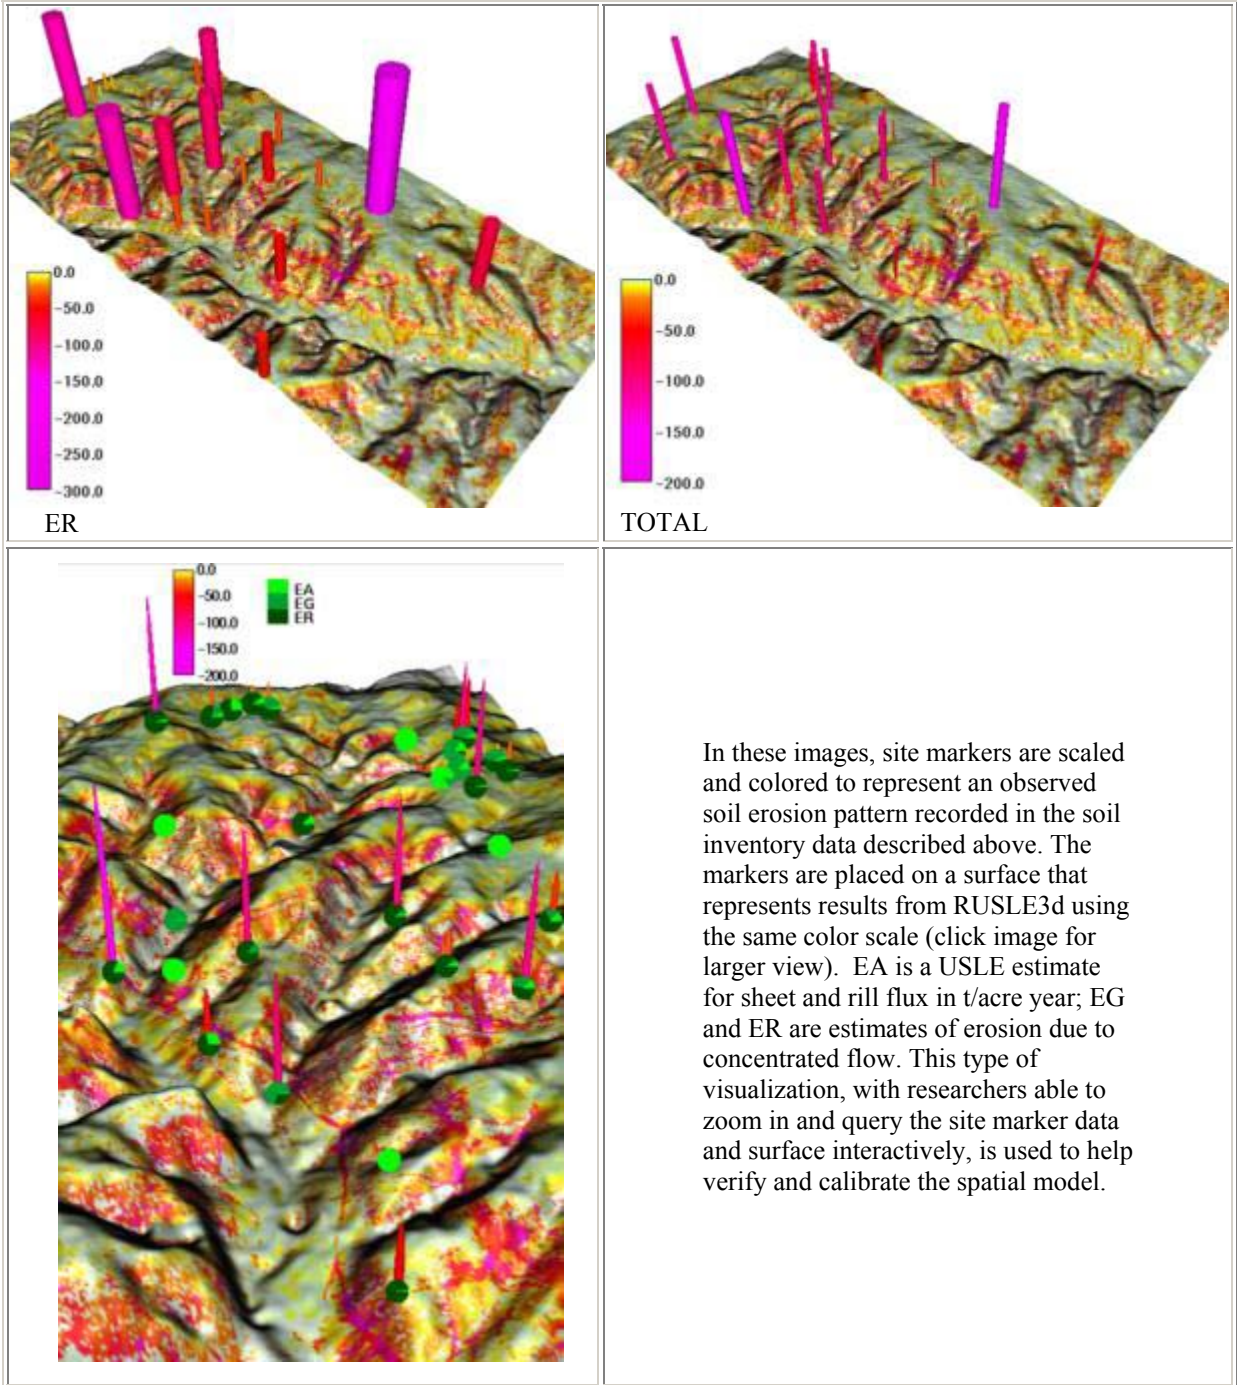 0.0
-50.0
-100.0
-150.0
-200.0
-250.0
-300.0
ER
0.0
-50.0
-100.0
-150.0
-200.0
TOTAL
0.0
-50.0
-100.0
-150.0
-200.0
EA
EG
ER
In these images, site markers are scaled
and colored to represent an observed
soil erosion pattern recorded in the soil
inventory data described above. The
markers are placed on a surface that
represents results from RUSLE3d using
the same color scale (click image for
larger view).  EA is a USLE estimate
for sheet and rill flux in t/acre year; EG
and ER are estimates of erosion due to
concentrated flow. This type of
visualization, with researchers able to
zoom in and query the site marker data
and surface interactively, is used to help
verify and calibrate the spatial model.